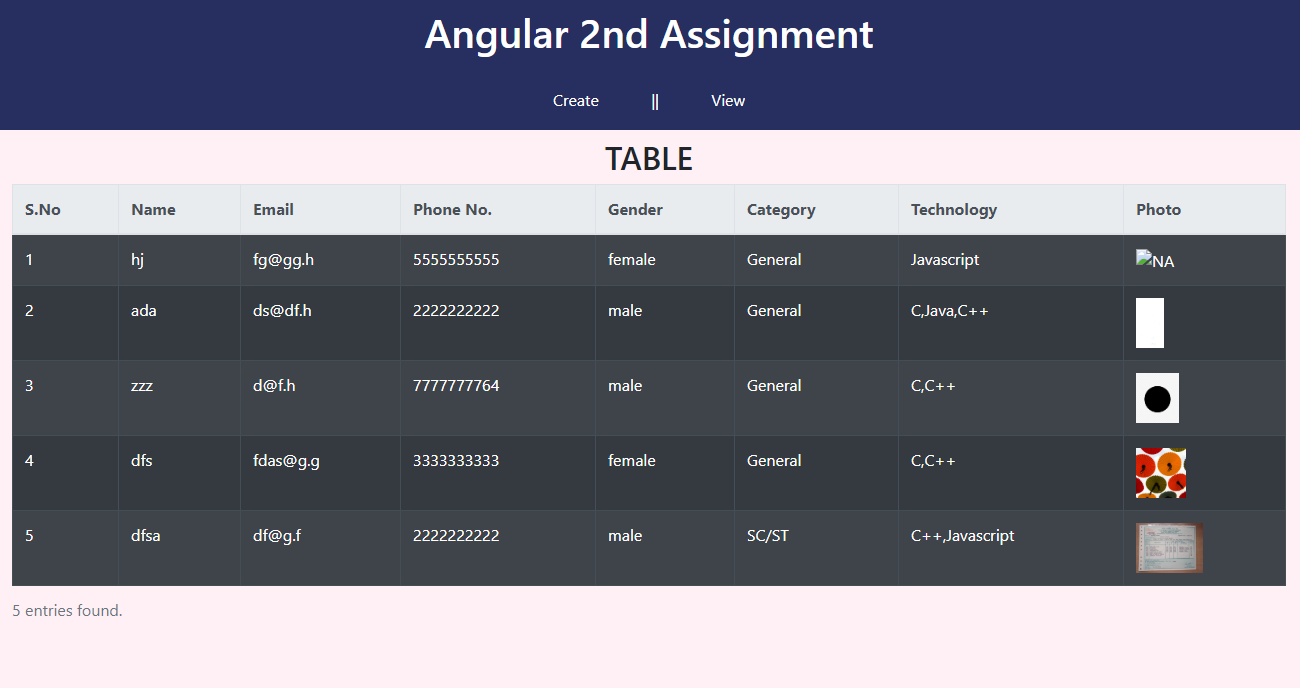 Angular 2nd Assignment
Create || View
TABLE
S.No Name Email Phone No. Gender Category Technology Photo
1 hj fg@gg.h 5555555555 female General Javascript NA
2 ada ds@df.h 2222222222 male General C,Java,C++
3 zzz d@f.h 7777777764 male General C,C++
4 dfs fdas@g.g 3333333333 female General C,C++
5 dfsa df@g.f 2222222222 male SC/ST C++,Javascript
5 entries found.